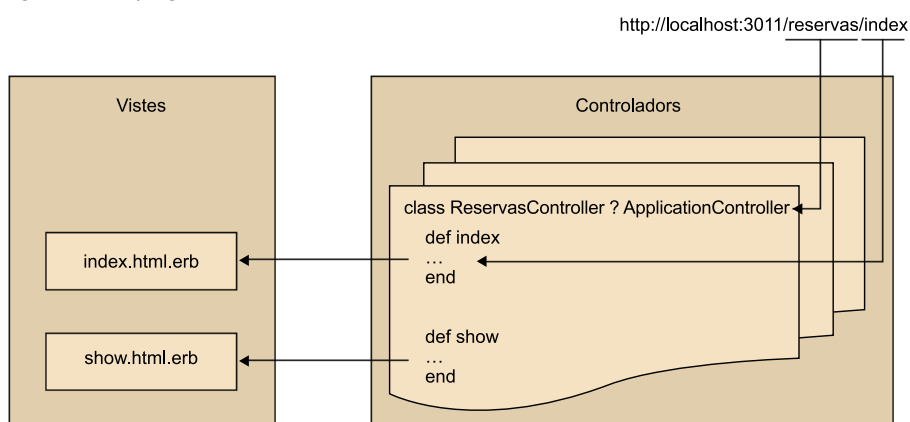 http://localhost:3011/reservas/index
Vistes
Controladors
class ReservasController ? ApplicationController
def index
…
end
index.html.erb
def show
…
end
show.html.erb